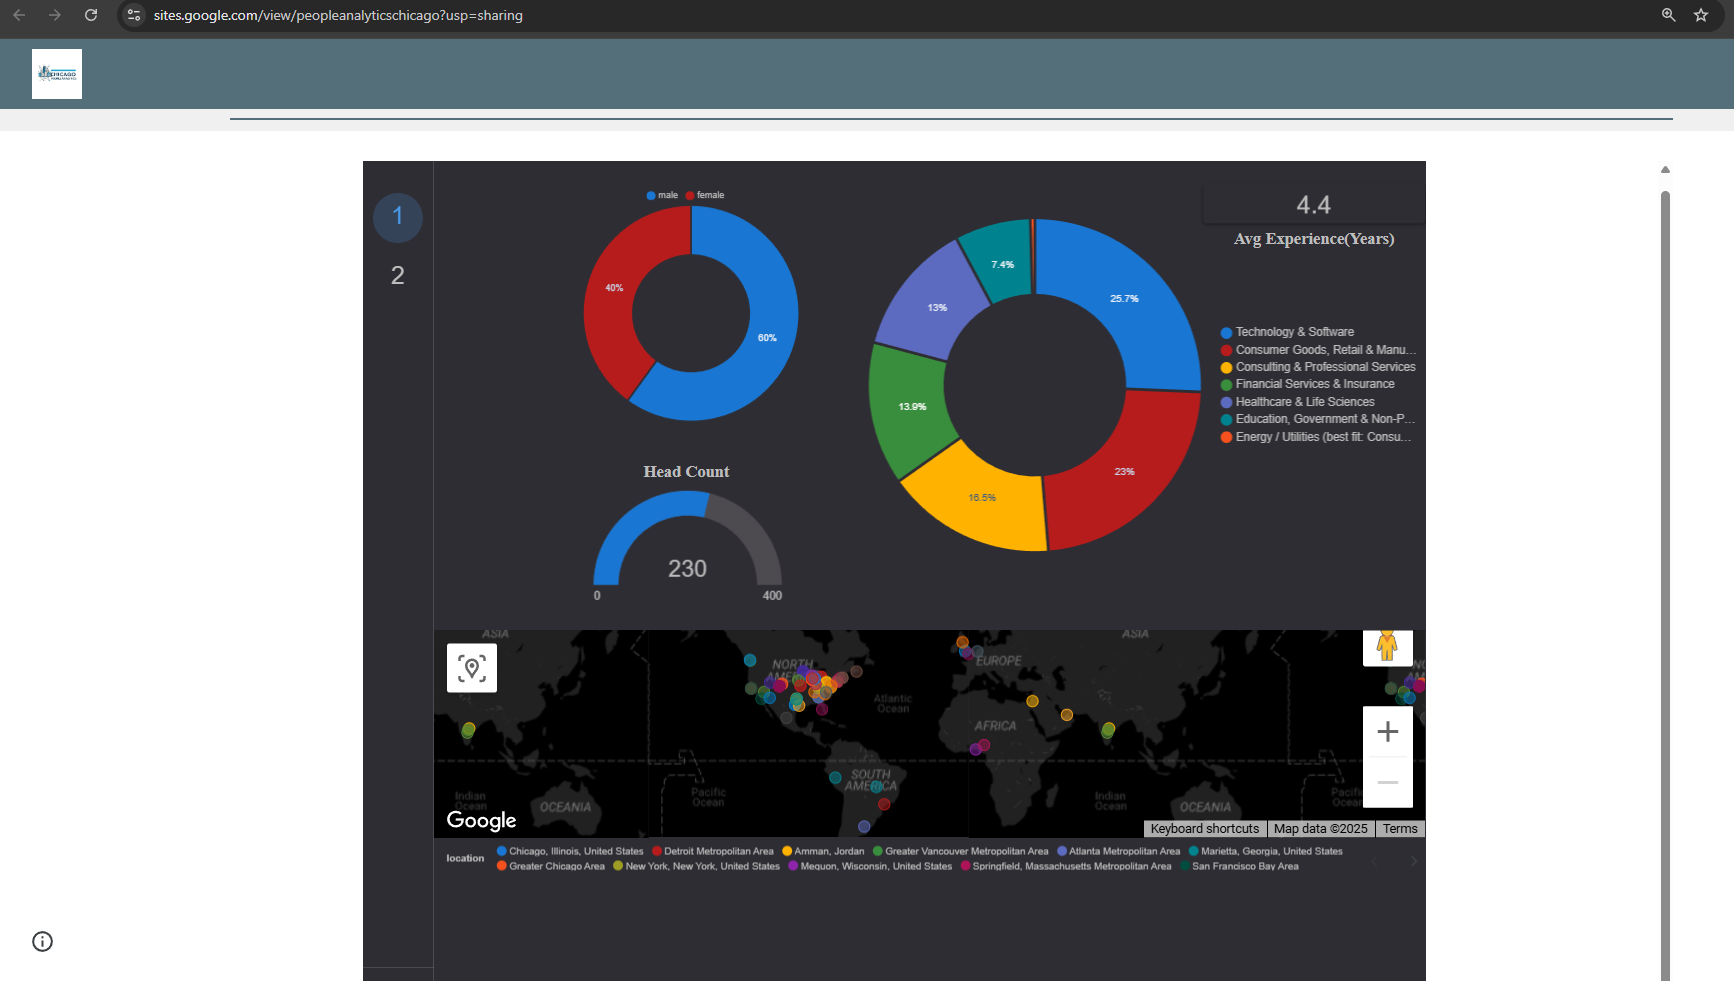 sites.google.com/view/peopleanalyticschicago?usp=sharing
CHICAGO
1
2
male female
40%
60%
4.4
Avg Experience(Years)
7.4%
25.7%
13%
13.9%
16.5%
23%
Technology & Software
Consumer Goods, Retail & Manu...
Consulting & Professional Services
Financial Services & Insurance
Healthcare & Life Sciences
Education, Government & Non-P...
Energy / Utilities (best fit: Consu...
Head Count
230
0 400
ASIA
NORTH
EUROPE
ASIA
Atlantic
Ocean
AFRICA
SOUTH
AMERICA
Indian
Ocean
OCEANIA
Pacific
Ocean
Indian
Ocean
OCEANIA
Ocean
Google
Keyboard shortcuts Map data ©2025 Terms
location
Chicago, Illinois, United States Detroit Metropolitan Area Amman, Jordan Greater Vancouver Metropolitan Area Atlanta Metropolitan Area Marietta, Georgia, United States
Greater Chicago Area New York, New York, United States Mequon, Wisconsin, United States Springfield, Massachusetts Metropolitan Area San Francisco Bay Area